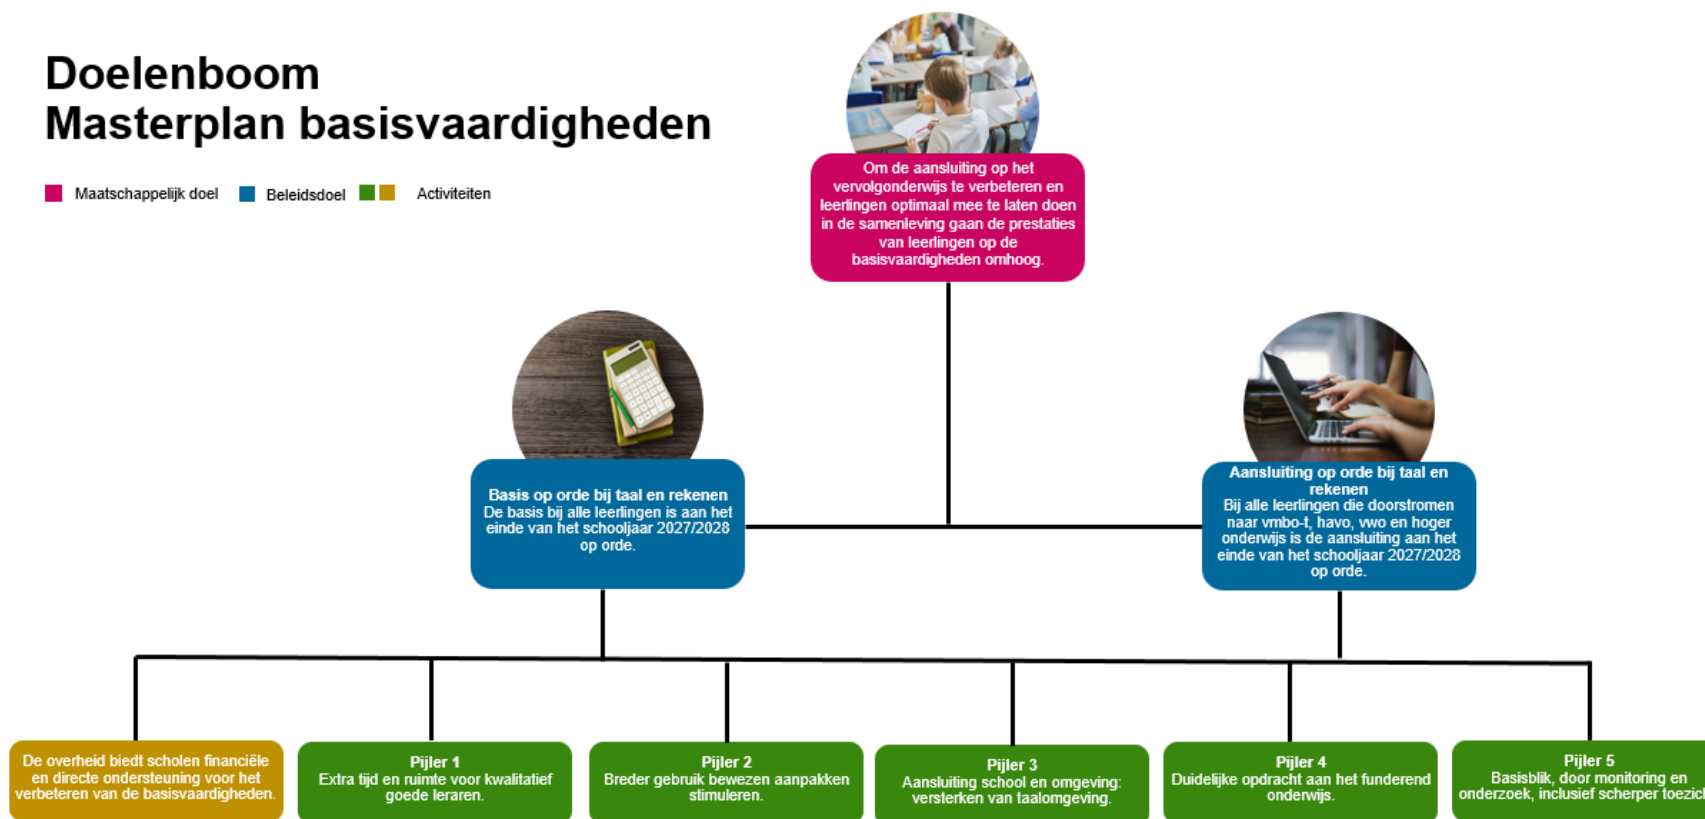 Doelenboom
Masterplan basisvaardigheden
Maatschappelijk doel
Beleidsdoel
Activiteiten
Om de aansluiting op het
vervolgonderwijs te verbeteren en
leerlingen optimaal mee te laten doen
in de samenleving gaan de prestaties
van leerlingen op de
basisvaardigheden omhoog.
Basis op orde bij taal en rekenen
De basis bij alle leerlingen is aan het
einde van het schooljaar 2027/2028
op orde.
Aansluiting op orde bij taal en
rekenen
Bij alle leerlingen die doorstromen
naar vmbo-t, havo, vwo en hoger
onderwijs is de aansluiting aan het
einde van het schooljaar 2027/2028
op orde.
De overheid biedt scholen financiële
en directe ondersteuning voor het
verbeteren van de basisvaardigheden.
Pijler 1
Extra tijd en ruimte voor kwalitatief
goede leraren.
Pijler 2
Breder gebruik bewezen aanpakken
stimuleren.
Pijler 3
Aansluiting school en omgeving:
versterken van taalomgeving.
Pijler 4
Duidelijke opdracht aan het funderend
onderwijs.
Pijler 5
Basisblik, door monitoring en
onderzoek, inclusief scherper toezich